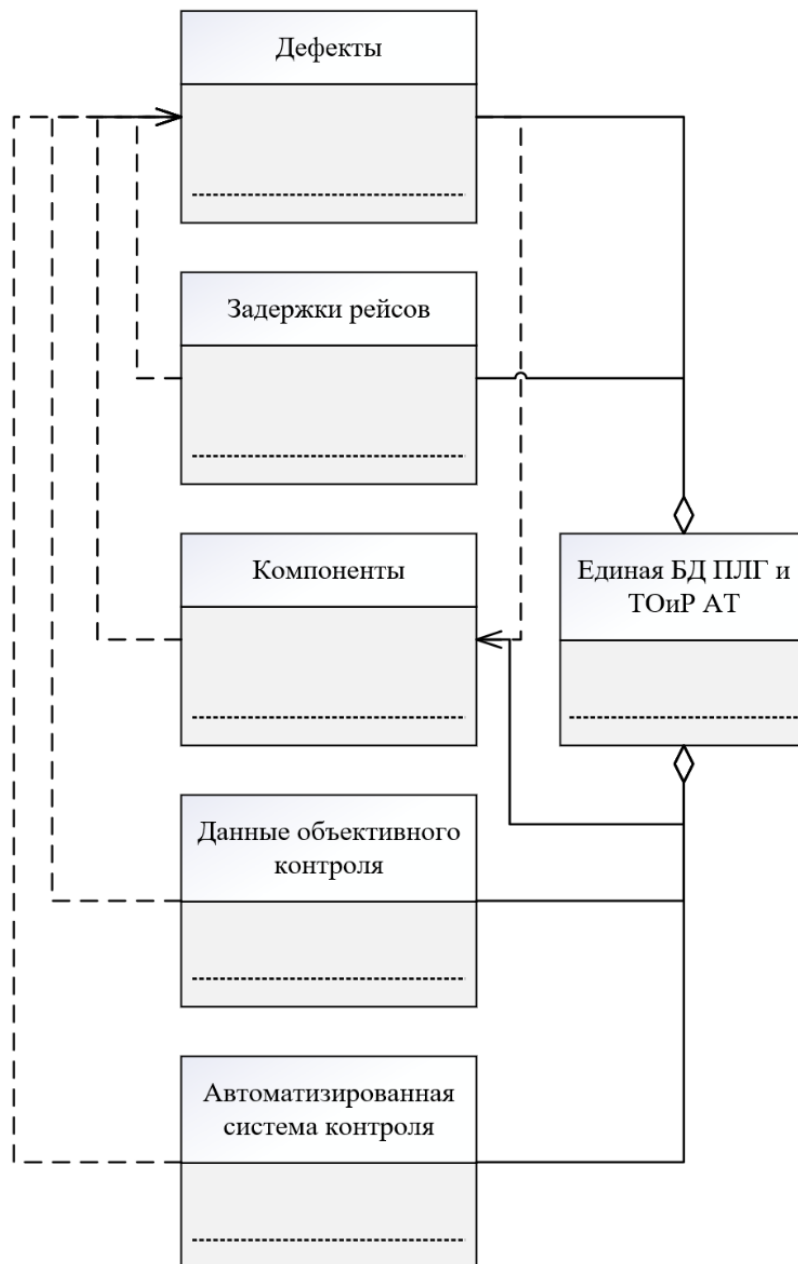 Дефекты
Задержки рейсов
Компоненты
Единая БД ПЛГ и
ТОиР АТ
Данные объективного
контроля
Автоматизированная
система контроля